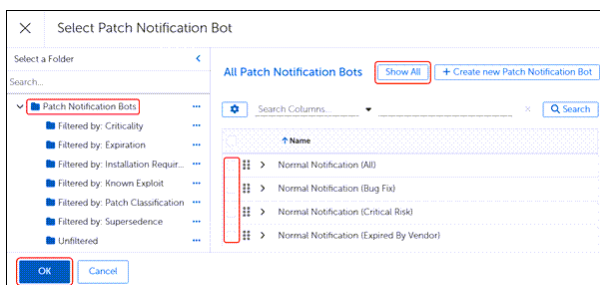 Select Patch Notification Bot
Select a Folder
Search...
Patch Notification Bots
Filtered by: Criticality
Filtered by: Expiration
Filtered by: Installation Requir...
Filtered by: Known Exploit
Filtered by: Patch Classification
Filtered by: Supersedence
Unfiltered
All Patch Notification Bots
Show All
+ Create new Patch Notification Bot
Search Columns...
Search
Name
Normal Notification (All)
Normal Notification (Bug Fix)
Normal Notification (Critical Risk)
Normal Notification (Expired By Vendor)
OK
Cancel